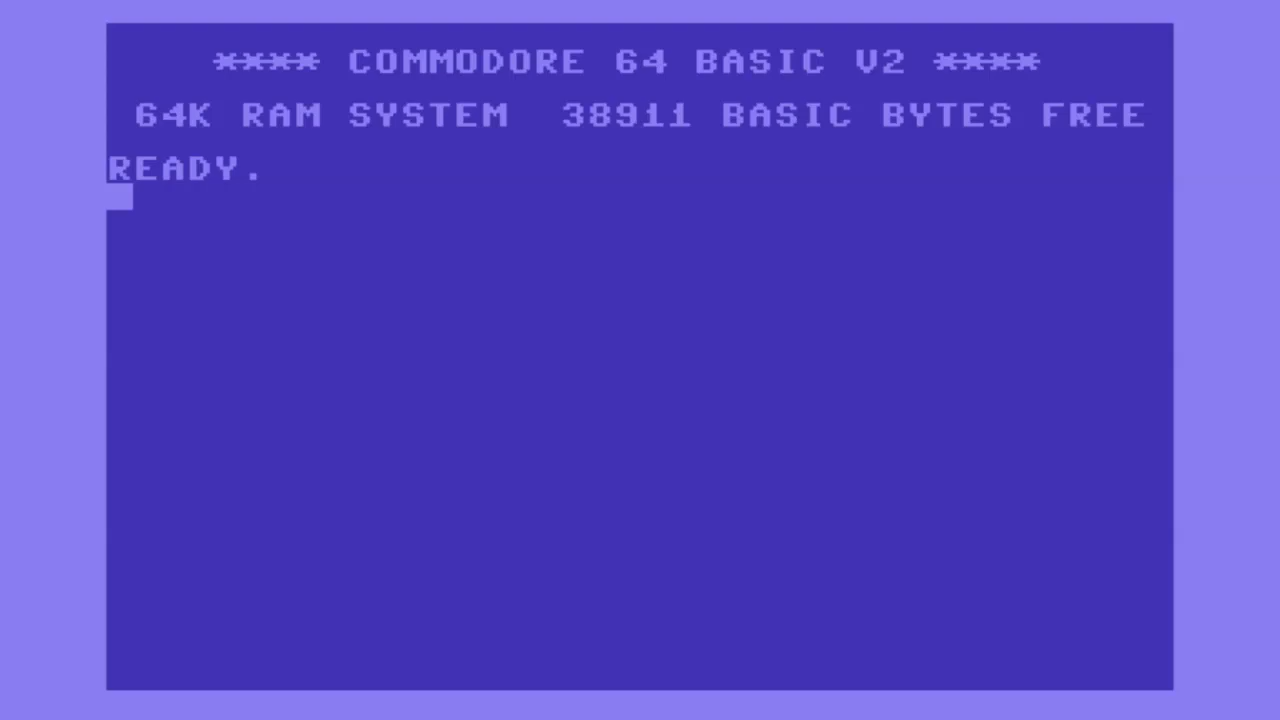 **** COMMODORE 64 BASIC V2 ****
64K RAM SYSTEM  38911 BASIC BYTES FREE
READY.